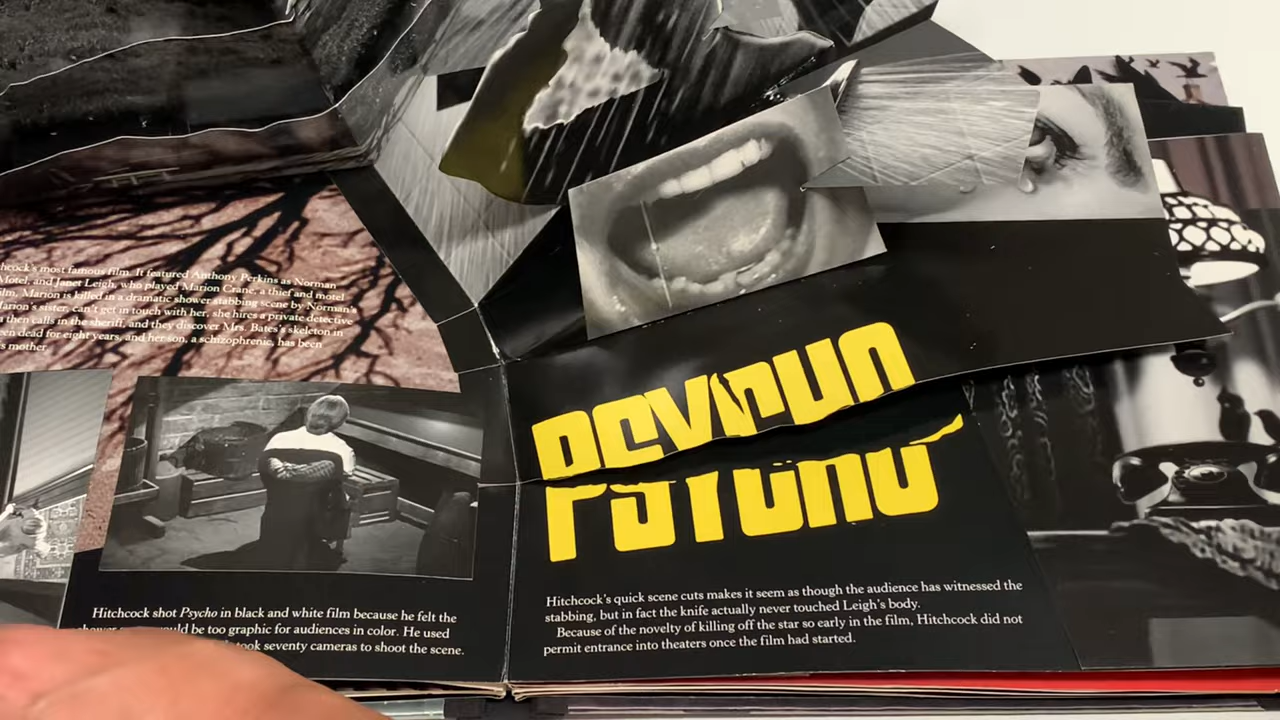 hcock's most famous film. It featured Anthony Perkins as Norman
Motel, and Janet Leigh, who played Marion Crane, a thief and motel
film, Marion is killed in a dramatic shower stabbing scene by Norman's
Marion's sister, can't get in touch with her, she hires a private detective
then calls in the sheriff, and they discover Mrs. Bates's skeleton in
een dead for eight years, and her son, a schizophrenic, has been
s mother
PSYCHO
Hitchcock shot Psycho in black and white film because he felt the
would be too graphic for audiences in color. He used
took seventy cameras to shoot the scene.
Hitchcock's quick scene cuts makes it seem as though the audience has witnessed the
stabbing, but in fact the knife actually never touched Leigh's body.
Because of the novelty of killing off the star so early in the film, Hitchcock did not
permit entrance into theaters once the film had started.